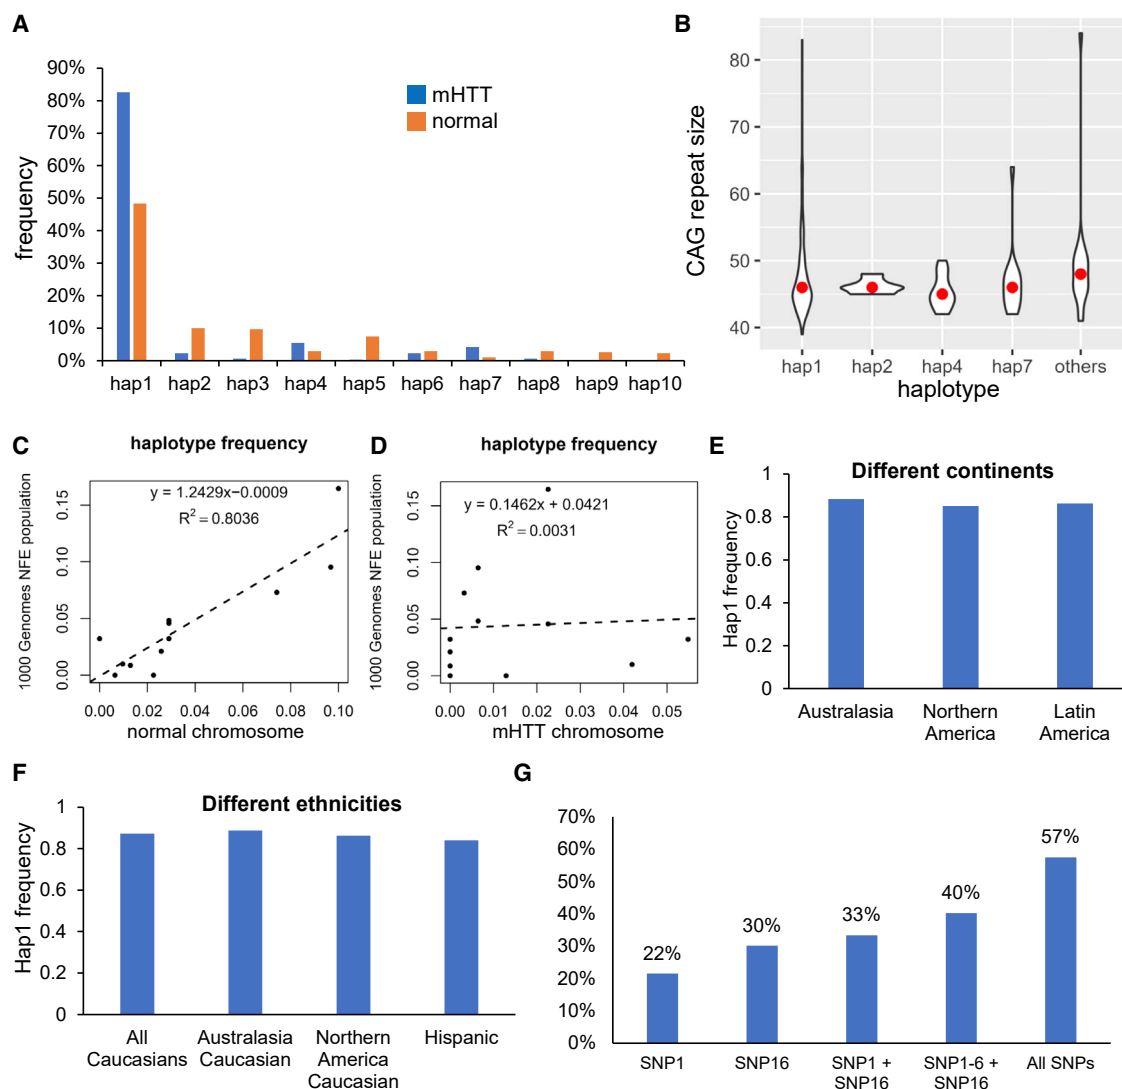 A
90%
80%
70%
60%
50%
40%
30%
20%
10%
0%
frequency
mHTT
normal
hap1 hap2 hap3 hap4 hap5 hap6 hap7 hap8 hap9 hap10
B
80
70
60
50
40
CAG repeat size
hap1 hap2 hap4 hap7 others
haplotype
C
haplotype frequency
y = 1.2429x−0.0009
R² = 0.8036
1000 Genomes NFE population
0.15
0.10
0.05
0.00
0.00 0.02 0.04 0.06 0.08 0.10
normal chromosome
D
haplotype frequency
y = 0.1462x + 0.0421
R² = 0.0031
1000 Genomes NFE population
0.15
0.10
0.05
0.00
0.00 0.01 0.02 0.03 0.04 0.05
mHTT chromosome
E
Different continents
1
0.8
0.6
0.4
0.2
0
Hap1 frequency
Australasia Northern Latin
America America
F
Different ethnicities
1
0.8
0.6
0.4
0.2
0
Hap1 frequency
All Australasia Northern Hispanic
Caucasians Caucasian America
Caucasian
G
70%
60%
50%
40%
30%
20%
10%
0%
22%
30%
33%
40%
57%
SNP1 SNP16 SNP1 + SNP1-6 + All SNPs
SNP16 SNP16